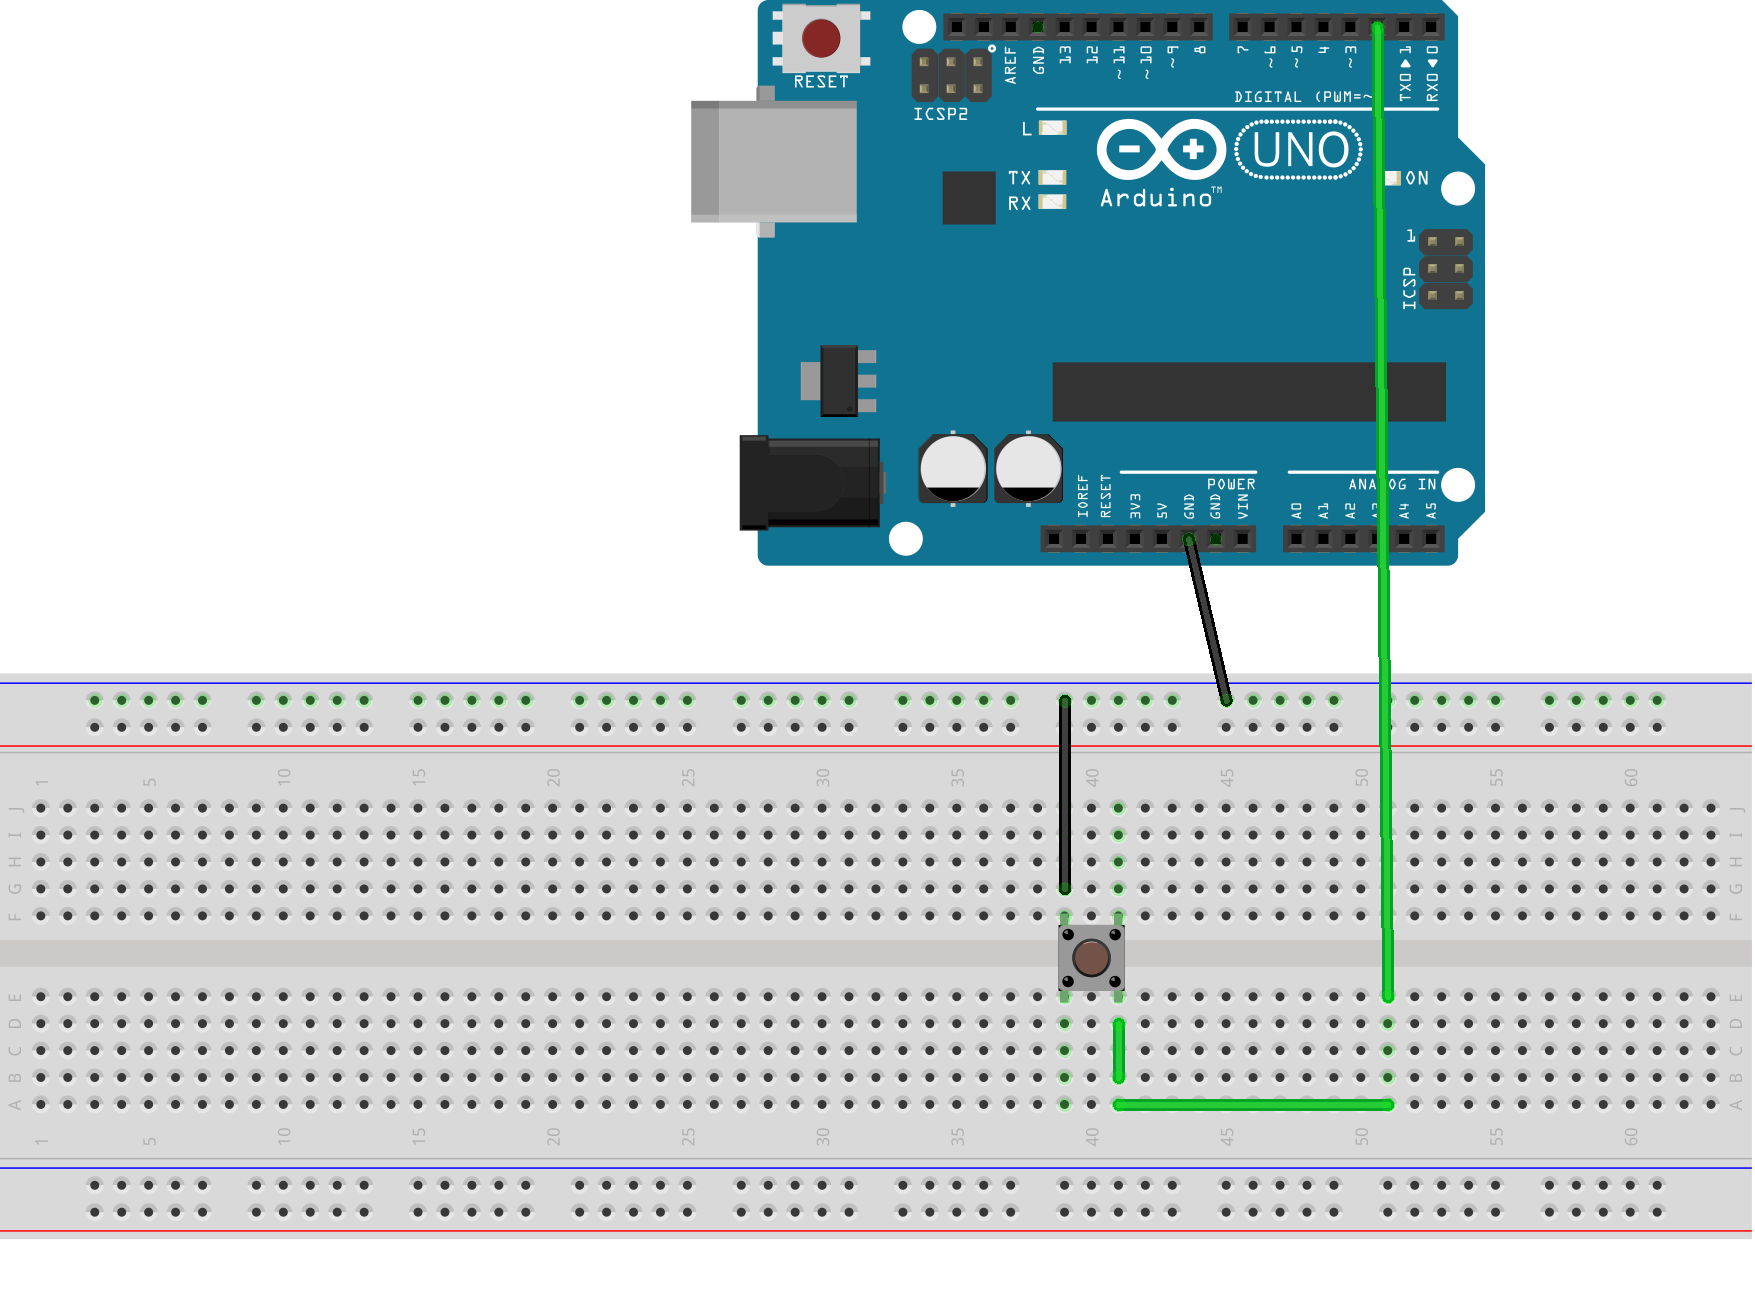 RESET
ICSP2
AREF
GND
13
12
~11
~10
~9
8
7
~6
~5
4
~3
TX0 ▶ 1
RX0 ◀ 0
DIGITAL (PWM=~
L
TX
RX
UNO
Arduino™
ON
1
ICSP
POWER
ANALOG IN
IOREF
RESET
3V3
5V
GND
GND
VIN
A0
A1
A2
A4
A5
1 5 10 15 20 25 30 35 40 45 50 55 60
J J
I I
H H
G G
F F
E E
D D
C C
B B
A A
1 5 10 15 20 25 30 35 40 45 50 55 60